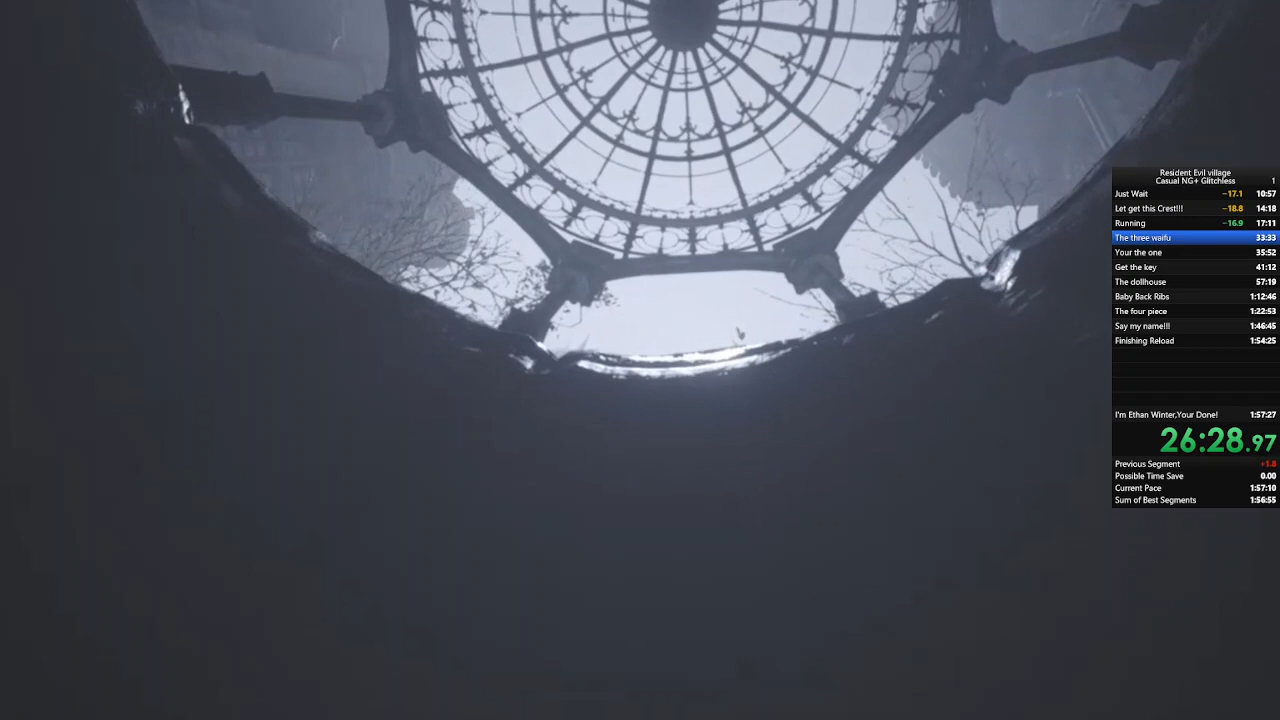 Resident Evil village
Casual NG+ Glitchless 1
Just Wait −17.1 10:57
Let get this Crest!!! −18.8 14:18
Running −16.9 17:11
The three waifu 33:33
Your the one 35:52
Get the key 41:12
The dollhouse 57:19
Baby Back Ribs 1:12:46
The four piece 1:22:53
Say my name!!! 1:46:45
Finishing Reload 1:54:25
I'm Ethan Winter,Your Done! 1:57:27
26:28.97
Previous Segment +1.8
Possible Time Save 0.00
Current Pace 1:57:10
Sum of Best Segments 1:56:55